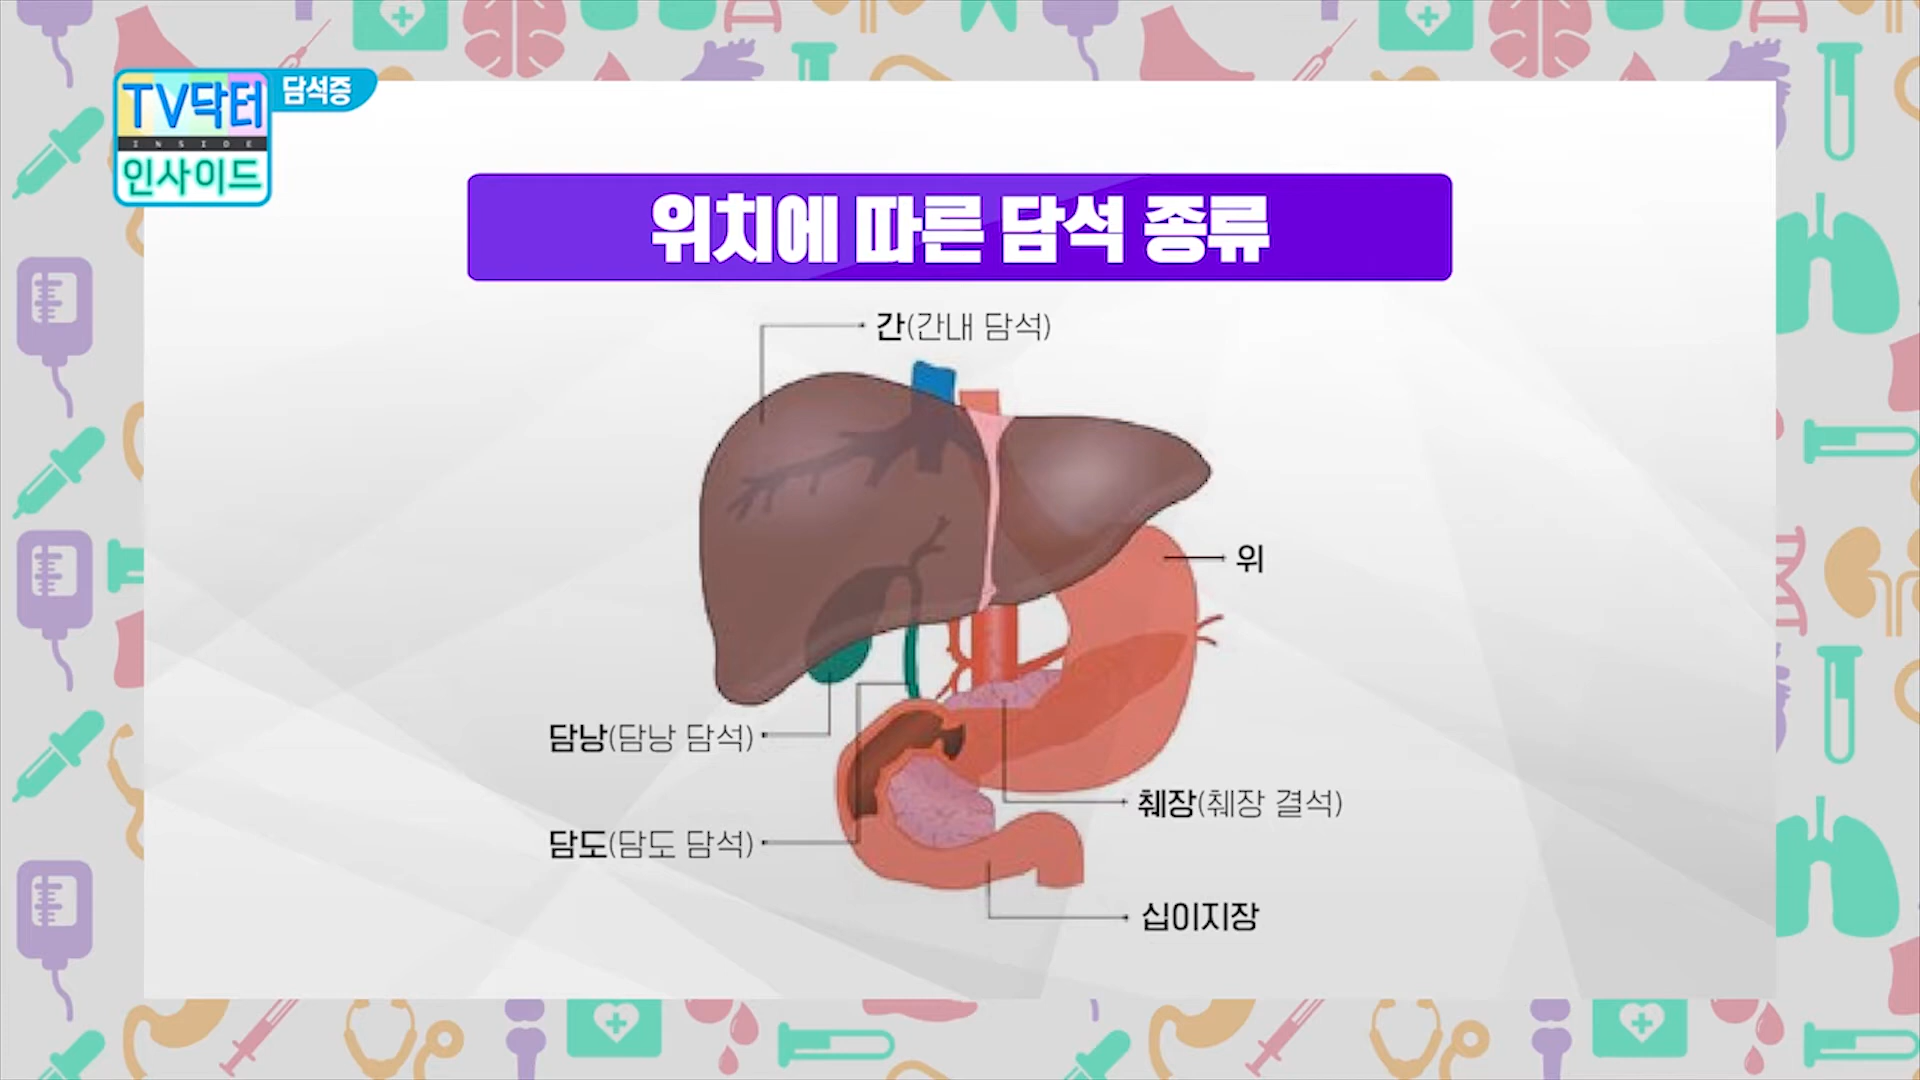 TV닥터
INSIDE
인사이드
담석증
위치에 따른 담석 종류
간(간내 담석)
위
담낭(담낭 담석)
췌장(췌장 결석)
담도(담도 담석)
십이지장